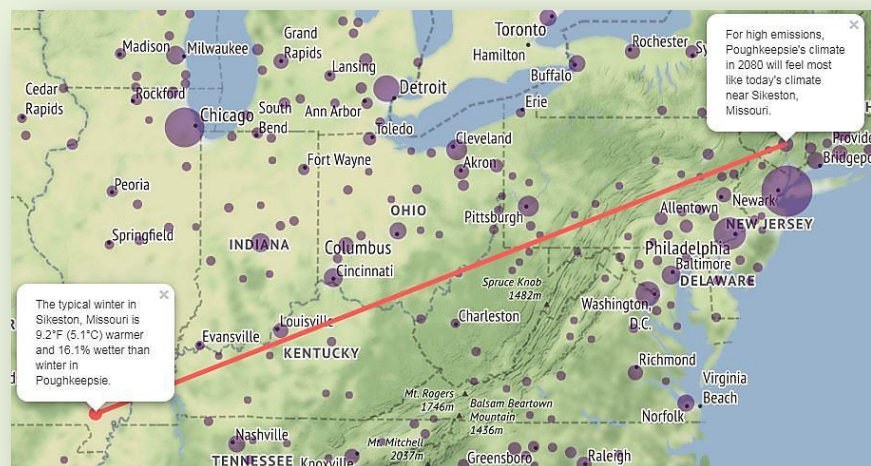 Grand
Rapids
Toronto
Hamilton
Rochester
Sy
Madison
Milwaukee
Lansing
Buffalo
Cedar
Rapids
Rockford
Detroit
Erie
Chicago
South
Bend
Ann Arbor
Toledo
Cleveland
Akron
Fort Wayne
Peoria
Springfield
INDIANA
OHIO
Columbus
Cincinnati
Pittsburgh
Allentown
Newark
NEW JERSEY
Philadelphia
Baltimore
DELAWARE
Provide
Bridgepo
H
×
For high emissions,
Poughkeepsie's climate
in 2080 will feel most
like today's climate
near Sikeston,
Missouri.
Spruce Knob
1482m
Washington,
D.C.
Charleston
Louisville
Evansville
KENTUCKY
×
The typical winter in
Sikeston, Missouri is
9.2°F (5.1°C) warmer
and 16.1% wetter than
winter in
Poughkeepsie.
Richmond
Virginia
Beach
Norfolk
Mt. Rogers
1746m
Balsam Beartown
Mountain
1436m
Mt. Mitchell
2037m
Nashville
TENNESSEE
Knoxville
Greensboro
Raleigh